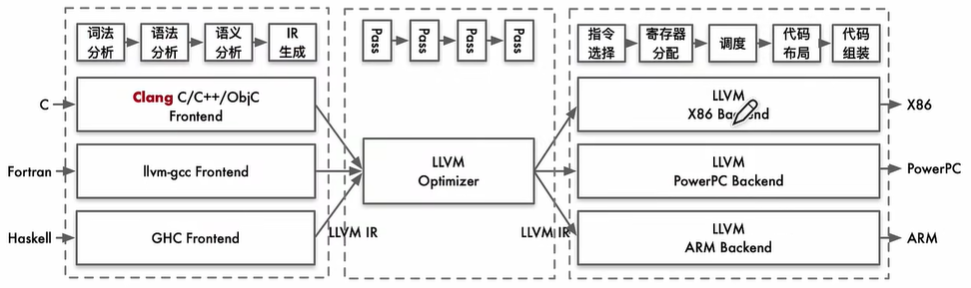 词法
分析
语法
分析
语义
分析
IR
生成
Pass
Pass
Pass
Pass
指令
选择
寄存器
分配
调度
代码
布局
代码
组装
C
Clang C/C++/ObjC
Frontend
LLVM
X86 Backend
X86
Fortran
llvm-gcc Frontend
LLVM
Optimizer
LLVM
PowerPC Backend
PowerPC
Haskell
GHC Frontend
LLVM IR
LLVM IR
LLVM
ARM Backend
ARM